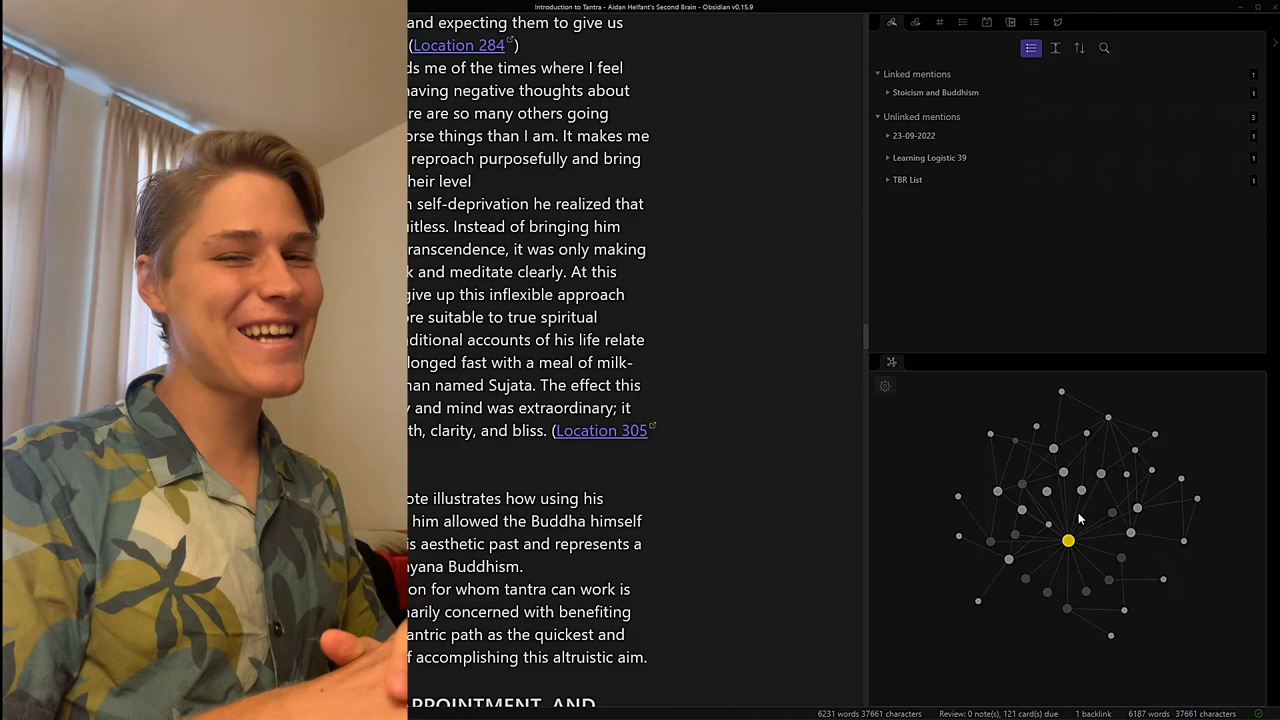 Introduction to Tantra - Aidan Helfant's Second Brain - Obsidian v0.15.9
and expecting them to give us
(Location 284)
ds me of the times where I feel
having negative thoughts about
re are so many others going
orse things than I am. It makes me
reproach purposefully and bring
their level
n self-deprivation he realized that
uitless. Instead of bringing him
ranscendence, it was only making
k and meditate clearly. At this
give up this inflexible approach
ore suitable to true spiritual
aditional accounts of his life relate
longed fast with a meal of milk-
man named Sujata. The effect this
y and mind was extraordinary; it
th, clarity, and bliss. (Location 305
ote illustrates how using his
him allowed the Buddha himself
is aesthetic past and represents a
ayana Buddhism.
on for whom tantra can work is
marily concerned with benefiting
antric path as the quickest and
f accomplishing this altruistic aim.
APPOINTMENT, AND
Linked mentions 1
Stoicism and Buddhism 1
Unlinked mentions 3
23-09-2022 1
Learning Logistic 39 1
TBR List 1
6231 words 37661 characters Review: 0 note(s), 121 card(s) due 1 backlink 6187 words 37661 characters